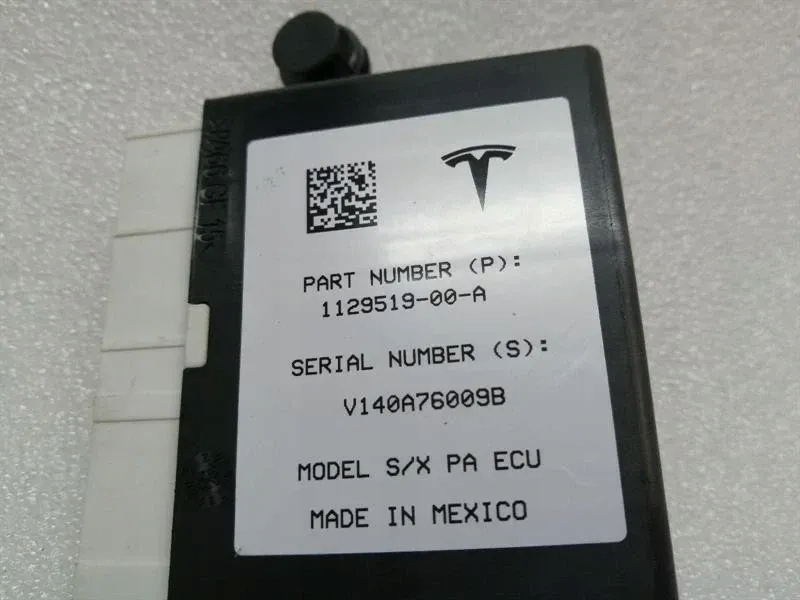 PART NUMBER (P):
1129519-00-A
SERIAL NUMBER (S):
V140A76009B
MODEL S/X PA ECU
MADE IN MEXICO